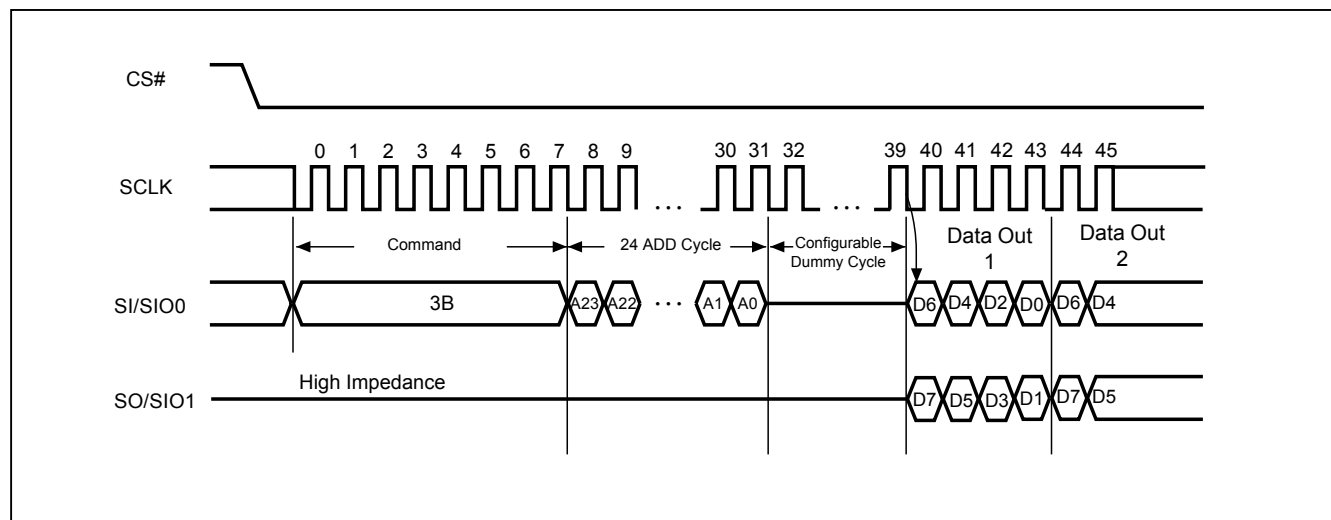 CS#
0 1 2 3 4 5 6 7 8 9 30 31 32 39 40 41 42 43 44 45
SCLK
... ...
Command 24 ADD Cycle Configurable Dummy Cycle Data Out 1 Data Out 2
SI/SIO0 3B A23 A22 ... A1 A0 D6 D4 D2 D0 D6 D4
High Impedance
SO/SIO1 D7 D5 D3 D1 D7 D5